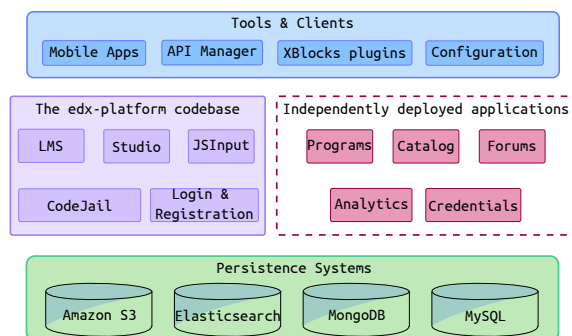 Tools & Clients
Mobile Apps
API Manager
XBlocks plugins
Configuration
The edx-platform codebase
LMS
Studio
JSInput
CodeJail
Login &
Registration
Independently deployed applications
Programs
Catalog
Forums
Analytics
Credentials
Persistence Systems
Amazon S3
Elasticsearch
MongoDB
MySQL